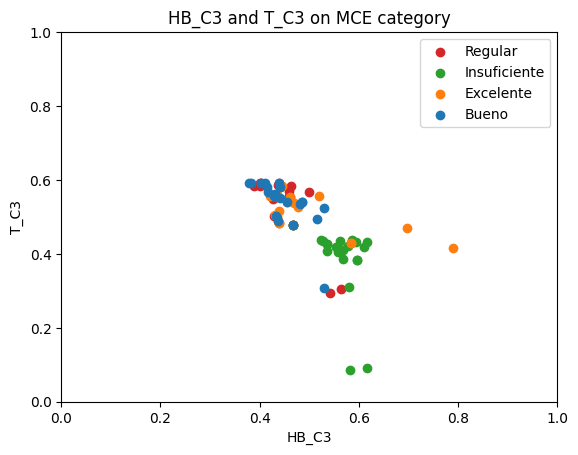 HB_C3 and T_C3 on MCE category
Regular
Insuficiente
Excelente
Bueno
T_C3
1.0
0.8
0.6
0.4
0.2
0.0
0.0 0.2 0.4 0.6 0.8 1.0
HB_C3